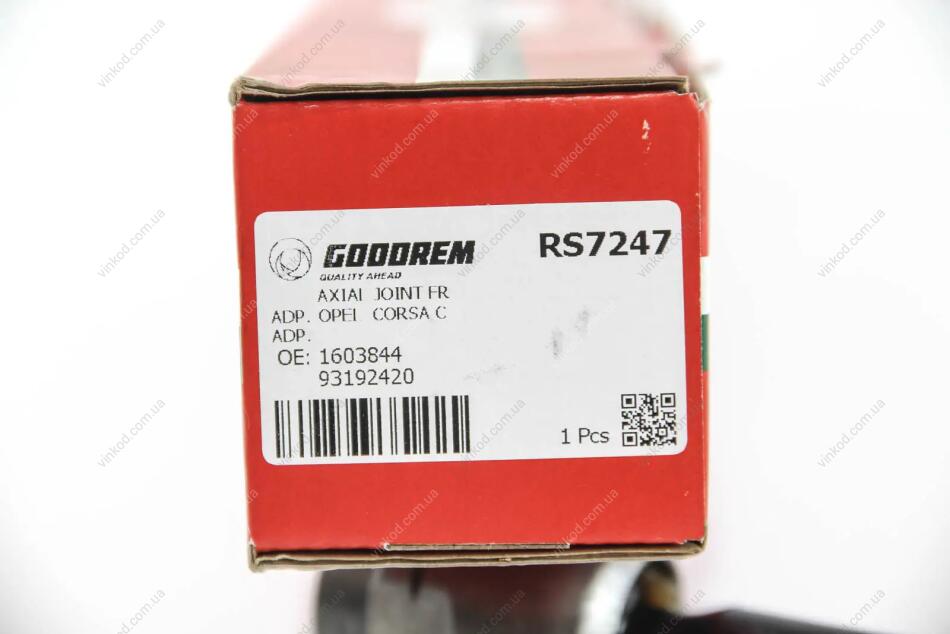 GOODREM
QUALITY AHEAD
RS7247
AXIAL JOINT FR
ADP. OPEL CORSA C
ADP.
OE: 1603844
93192420
1 Pcs
vinkod.com.ua